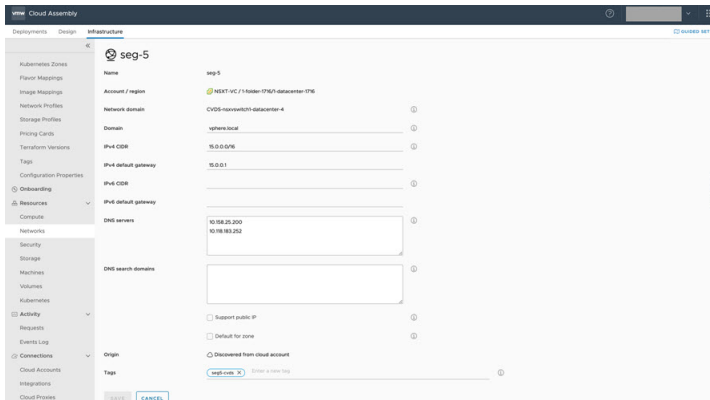 vmw Cloud Assembly
Deployments Design Infrastructure GUIDED SET
seg-5
Kubernetes Zones
Flavor Mappings
Image Mappings
Network Profiles
Storage Profiles
Pricing Cards
Terraform Versions
Tags
Configuration Properties
Onboarding
Resources
Compute
Networks
Security
Storage
Machines
Volumes
Kubernetes
Activity
Requests
Events Log
Connections
Cloud Accounts
Integrations
Cloud Proxies
Name seg-5
Account / region NSXT-VC / 1-folder-1716/1-datacenter-1716
Network domain CVDS-nsxvswitch1-datacenter-4
Domain vphere.local
IPv4 CIDR 15.0.0.0/16
IPv4 default gateway 15.0.0.1
IPv6 CIDR
IPv6 default gateway
DNS servers 10.158.25.200
10.118.183.252
DNS search domains
Support public IP
Default for zone
Origin Discovered from cloud account
Tags seg5-cvds X Enter a new tag
SAVE CANCEL